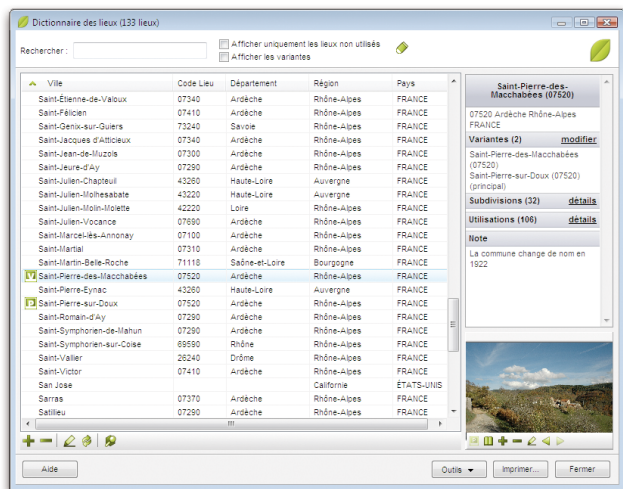 Dictionnaire des lieux (133 lieux)
Rechercher :
Afficher uniquement les lieux non utilisés
Afficher les variantes
Ville Code Lieu Département Région Pays
Saint-Étienne-de-Valoux 07340 Ardèche Rhône-Alpes FRANCE
Saint-Félicien 07410 Ardèche Rhône-Alpes FRANCE
Saint-Genix-sur-Guiers 73240 Savoie Rhône-Alpes FRANCE
Saint-Jacques d'Atticieux 07340 Ardèche Rhône-Alpes FRANCE
Saint-Jean-de-Muzols 07300 Ardèche Rhône-Alpes FRANCE
Saint-Jeure-d'Ay 07290 Ardèche Rhône-Alpes FRANCE
Saint-Julien-Chapteuil 43260 Haute-Loire Auvergne FRANCE
Saint-Julien-Molhesabate 43220 Haute-Loire Auvergne FRANCE
Saint-Julien-Molin-Molette 42220 Loire Rhône-Alpes FRANCE
Saint-Julien-Vocance 07690 Ardèche Rhône-Alpes FRANCE
Saint-Marcel-lès-Annonay 07100 Ardèche Rhône-Alpes FRANCE
Saint-Martial 07310 Ardèche Rhône-Alpes FRANCE
Saint-Martin-Belle-Roche 71118 Saône-et-Loire Bourgogne FRANCE
V Saint-Pierre-des-Macchabées 07520 Ardèche Rhône-Alpes FRANCE
Saint-Pierre-Eynac 43260 Haute-Loire Auvergne FRANCE
P Saint-Pierre-sur-Doux 07520 Ardèche Rhône-Alpes FRANCE
Saint-Romain-d'Ay 07290 Ardèche Rhône-Alpes FRANCE
Saint-Symphorien-de-Mahun 07290 Ardèche Rhône-Alpes FRANCE
Saint-Symphorien-sur-Coise 69590 Rhône Rhône-Alpes FRANCE
Saint-Vallier 26240 Drôme Rhône-Alpes FRANCE
Saint-Victor 07410 Ardèche Rhône-Alpes FRANCE
San Jose Californie ÉTATS-UNIS
Sarras 07370 Ardèche Rhône-Alpes FRANCE
Satillieu 07290 Ardèche Rhône-Alpes FRANCE
Saint-Pierre-des-
Macchabées (07520)
07520 Ardèche Rhône-Alpes
FRANCE
Variantes (2) modifier
Saint-Pierre-des-Macchabées
(07520)
Saint-Pierre-sur-Doux (07520)
(principal)
Subdivisions (32) détails
Utilisations (106) détails
Note
La commune change de nom en
1922
Aide Outils Imprimer... Fermer